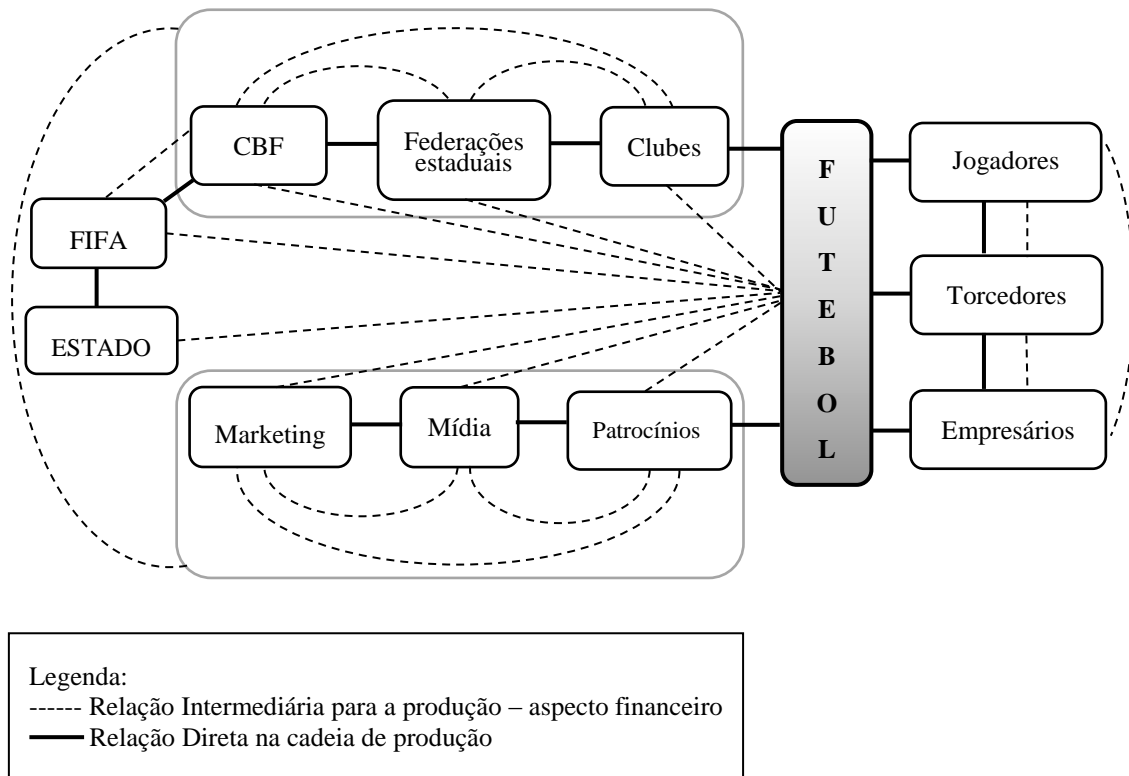 CBF
Federações
estaduais
Clubes
FIFA
ESTADO
Marketing
Mídia
Patrocínios
F
U
T
E
B
O
L
Jogadores
Torcedores
Empresários
Legenda:
------ Relação Intermediária para a produção – aspecto financeiro
Relação Direta na cadeia de produção